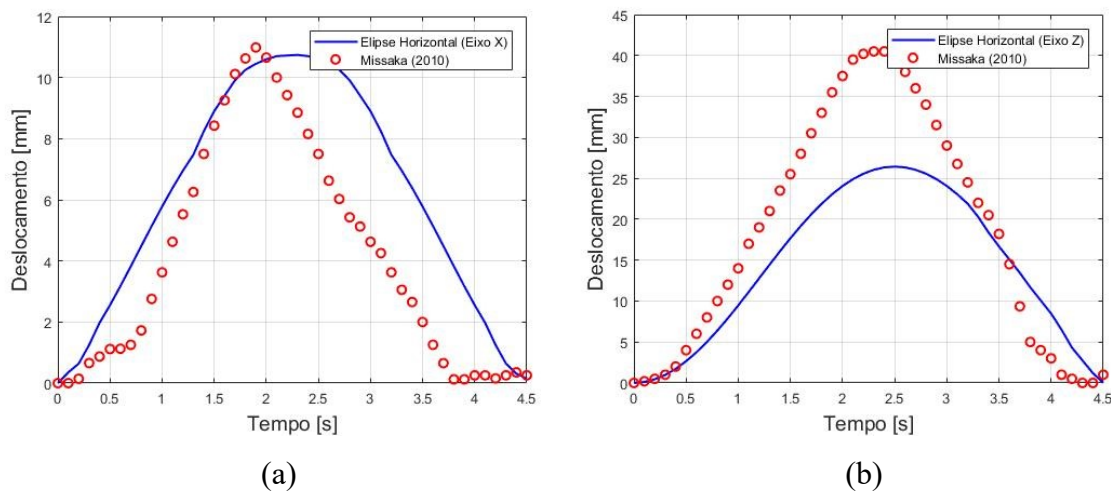 12
10
8
6
4
2
0
Deslocamento [mm]
Elipse Horizontal (Eixo X)
Missaka (2010)
0 0.5 1 1.5 2 2.5 3 3.5 4 4.5
Tempo [s]
(a)
45
40
35
30
25
20
15
10
5
0
Deslocamento [mm]
Elipse Horizontal (Eixo Z)
Missaka (2010)
0 0.5 1 1.5 2 2.5 3 3.5 4 4.5
Tempo [s]
(b)